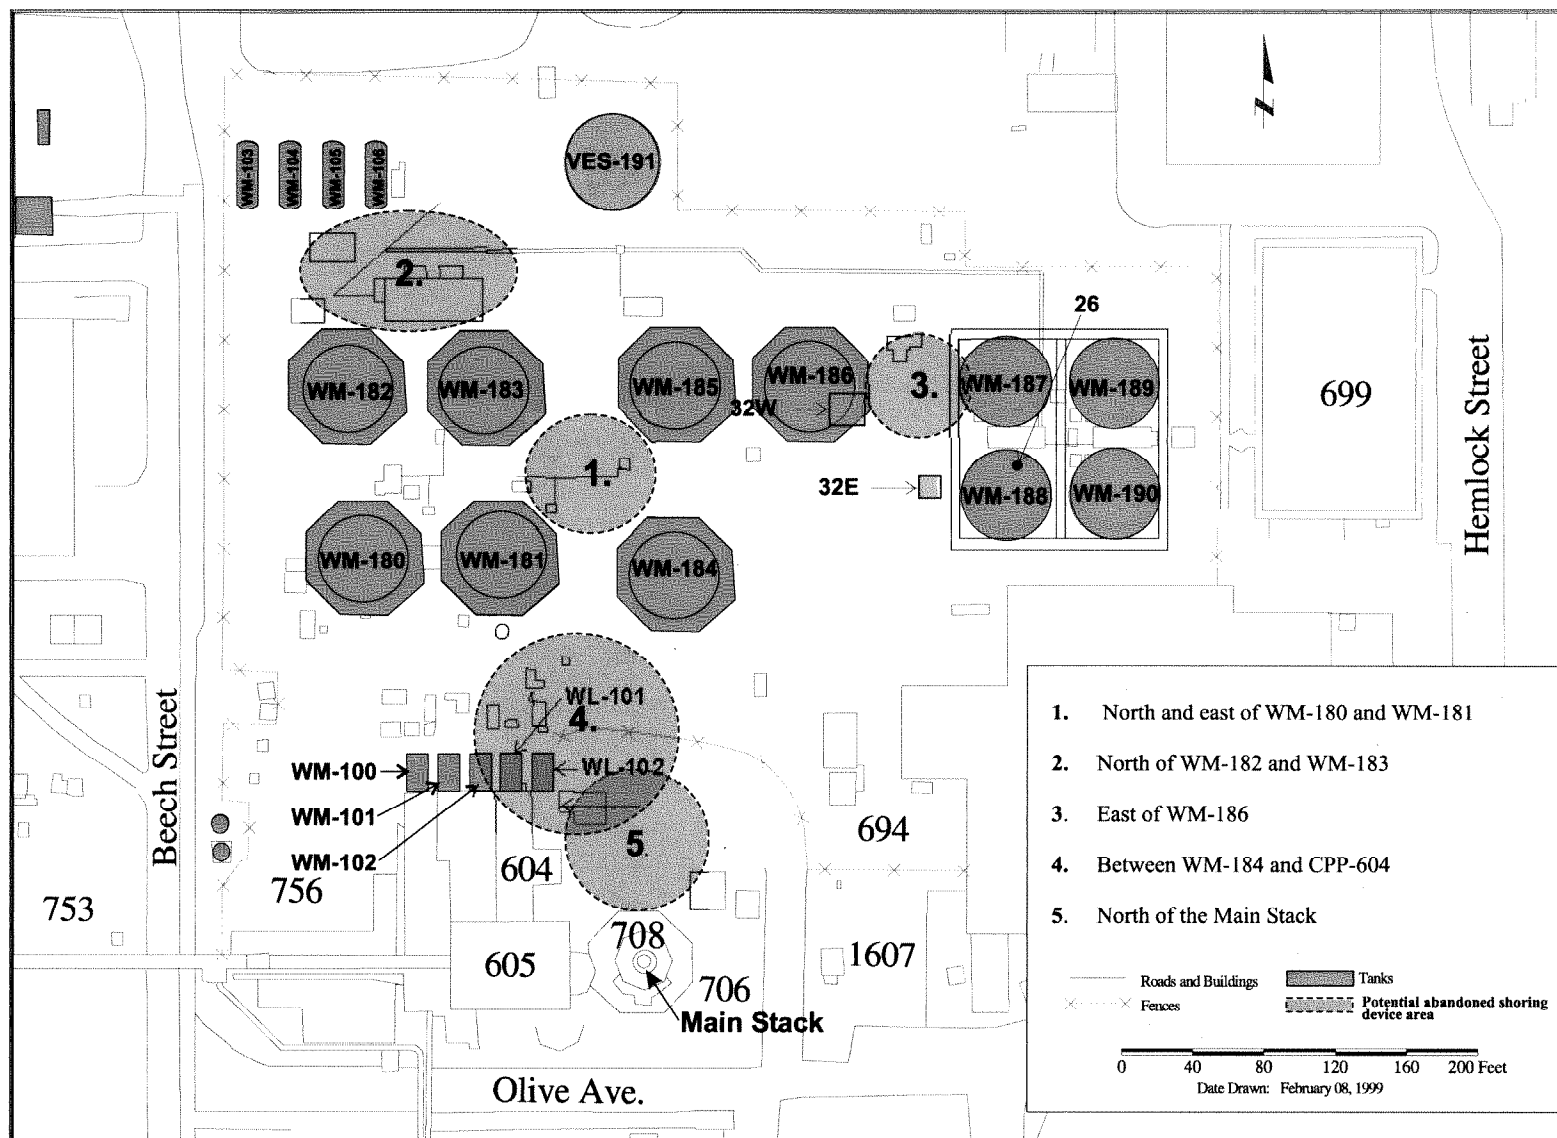 WM-103
WM-104
WM-105
WM-106
VES-191
2.
26
WM-182
WM-183
WM-185
WM-186
3.
WM-187
WM-189
32W
699
Hemlock Street
1.
32E
WM-188
WM-190
WM-180
WM-181
WM-184
Beech Street
WL-101
4.
WM-100
WL-102
WM-101
WM-102
5
604
694
756
753
708
605
706
1607
Main Stack
Olive Ave.
N
1. North and east of WM-180 and WM-181
2. North of WM-182 and WM-183
3. East of WM-186
4. Between WM-184 and CPP-604
5. North of the Main Stack
Roads and Buildings
Tanks
Fences
Potential abandoned shoring
device area
0 40 80 120 160 200 Feet
Date Drawn: February 08, 1999